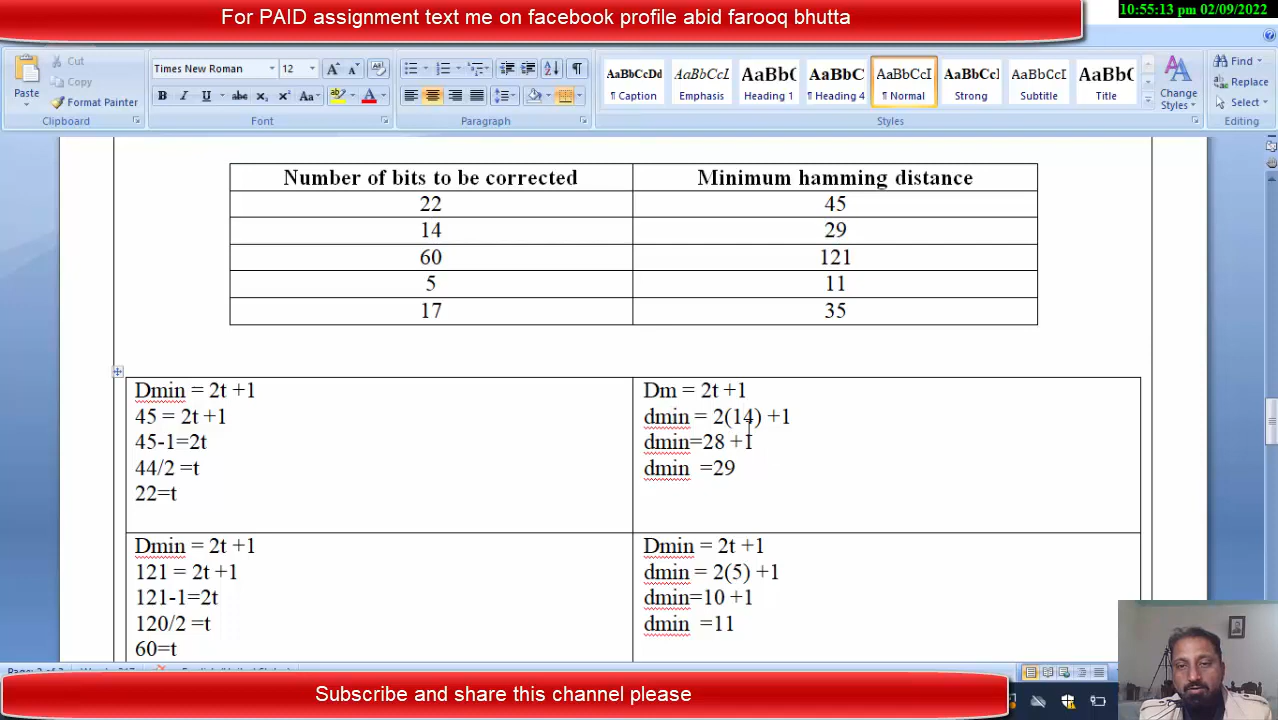 For PAID assignment text me on facebook profile abid farooq bhutta
10:55:13 pm 02/09/2022
Paste
Cut
Copy
Format Painter
Clipboard
Times New Roman
12
B I U
Aa
Font
Paragraph
AaBbCcDd AaBbCcL AaBbC AaBbC AaBbCcI AaBbCcI AaBbCcI AaBbC
¶ Caption Emphasis Heading 1 ¶ Heading 4 ¶ Normal Strong Subtitle Title
Change Styles
Styles
Find
Replace
Select
Editing
Number of bits to be corrected Minimum hamming distance
22 45
14 29
60 121
5 11
17 35
Dmin = 2t +1
45 = 2t +1
45-1=2t
44/2 =t
22=t
Dm = 2t +1
dmin = 2(14) +1
dmin=28 +1
dmin =29
Dmin = 2t +1
121 = 2t +1
121-1=2t
120/2 =t
60=t
Dmin = 2t +1
dmin = 2(5) +1
dmin=10 +1
dmin =11
Subscribe and share this channel please